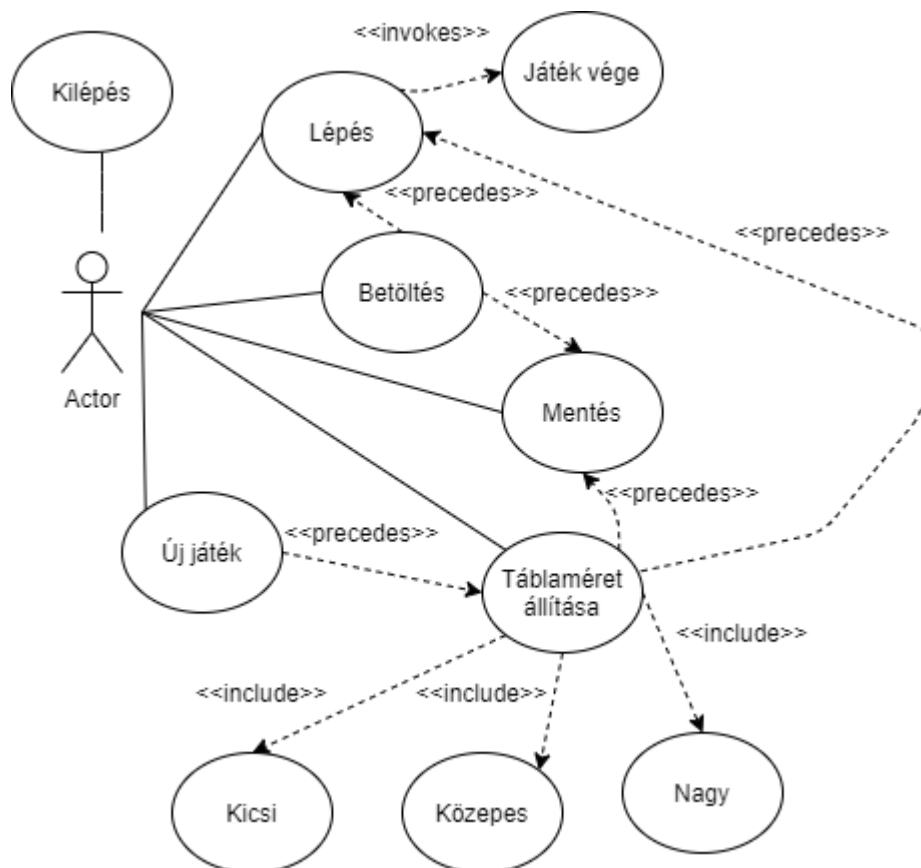 <<invokes>>
Játék vége
Kilépés
Lépés
<<precedes>>
<<precedes>>
Betöltés
<<precedes>>
Actor
Mentés
<<precedes>>
Új játék
<<precedes>>
Táblaméret
állítása
<<include>>
<<include>>
<<include>>
Kicsi
Közepes
Nagy